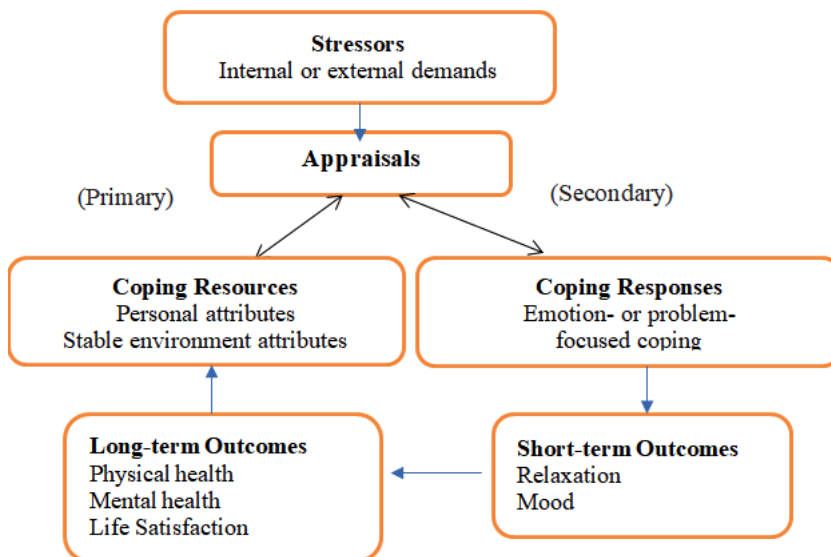 Stressors
Internal or external demands
Appraisals
(Primary)
(Secondary)
Coping Resources
Personal attributes
Stable environment attributes
Coping Responses
Emotion- or problem-
focused coping
Long-term Outcomes
Physical health
Mental health
Life Satisfaction
Short-term Outcomes
Relaxation
Mood